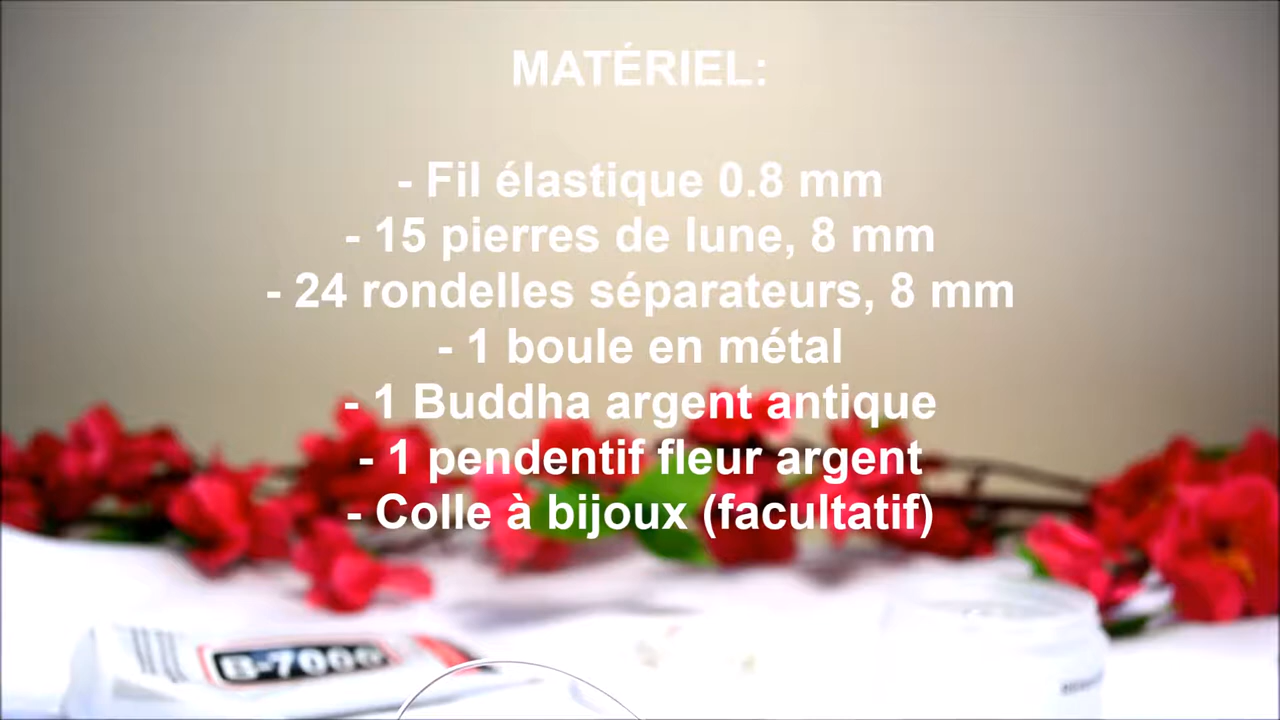 MATÉRIEL:
- Fil élastique 0.8 mm
- 15 pierres de lune, 8 mm
- 24 rondelles séparateurs, 8 mm
- 1 boule en métal
- 1 Buddha argent antique
- 1 pendentif fleur argent
- Colle à bijoux (facultatif)
B-7000